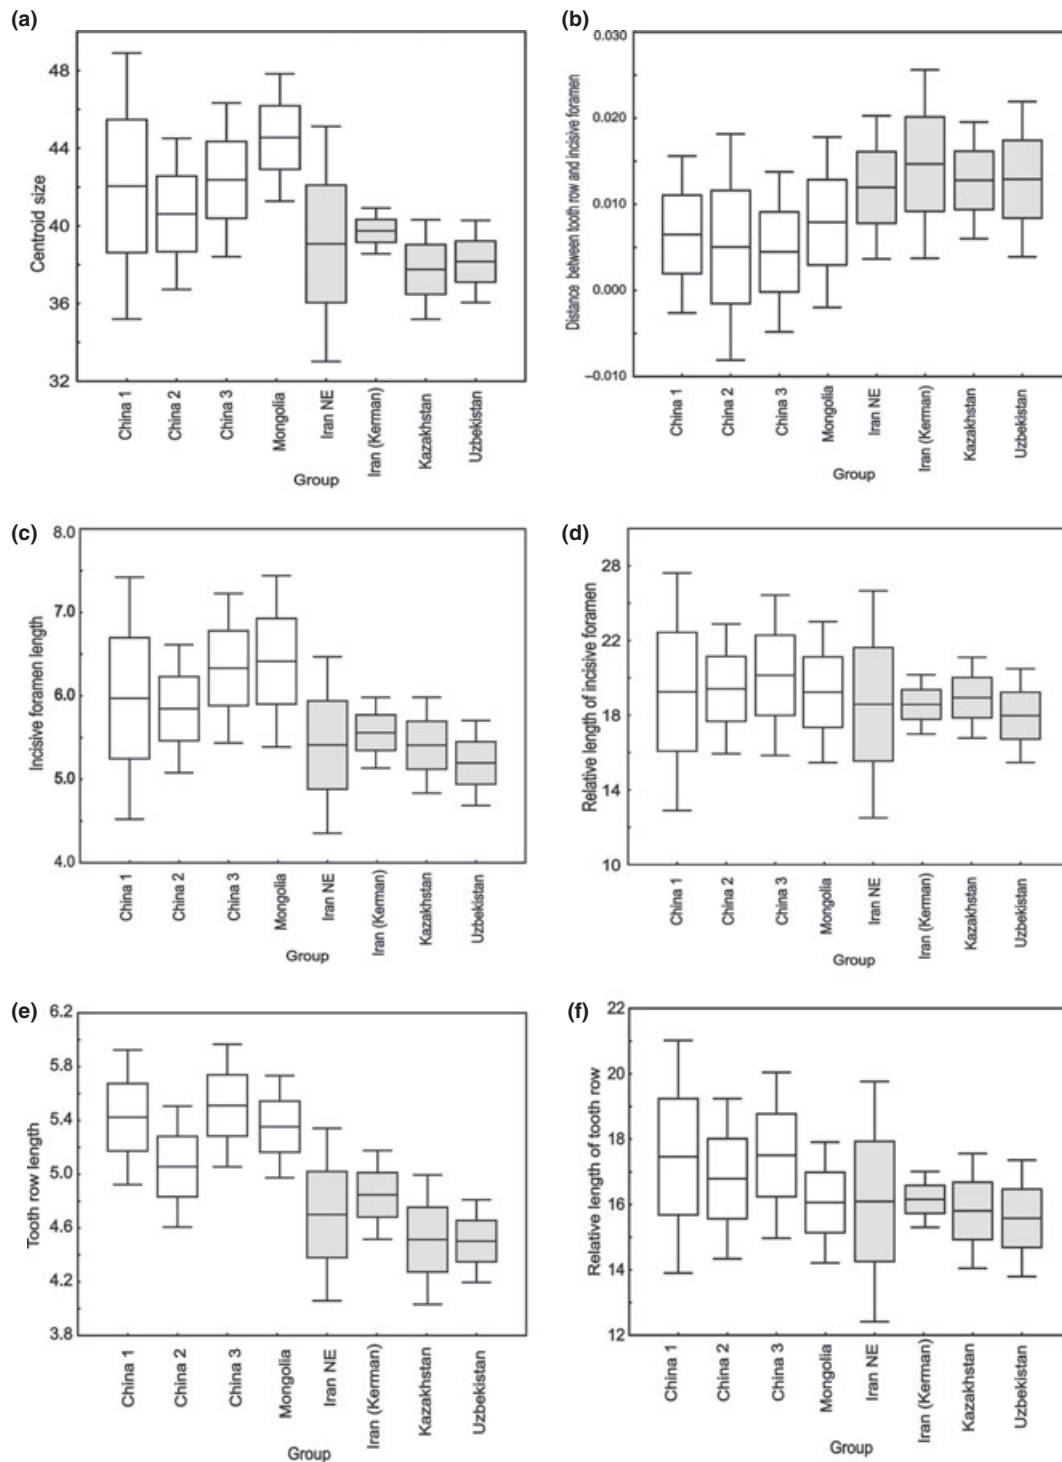 (a)
Centroid size
48
44
40
36
32
China 1
China 2
China 3
Mongolia
Iran NE
Iran (Kerman)
Kazakhstan
Uzbekistan
Group
(b)
Distance between tooth row and incisive foramen
0.030
0.020
0.010
0.000
–0.010
China 1
China 2
China 3
Mongolia
Iran NE
Iran (Kerman)
Kazakhstan
Uzbekistan
Group
(c)
Incisive foramen length
8.0
7.0
6.0
5.0
4.0
China 1
China 2
China 3
Mongolia
Iran NE
Iran (Kerman)
Kazakhstan
Uzbekistan
Group
(d)
Relative length of incisive foramen
28
22
18
14
10
China 1
China 2
China 3
Mongolia
Iran NE
Iran (Kerman)
Kazakhstan
Uzbekistan
Group
(e)
Tooth row length
6.2
5.8
5.4
5.0
4.6
4.2
3.8
China 1
China 2
China 3
Mongolia
Iran NE
Iran (Kerman)
Kazakhstan
Uzbekistan
Group
(f)
Relative length of tooth row
22
20
18
16
14
12
China 1
China 2
China 3
Mongolia
Iran NE
Iran (Kerman)
Kazakhstan
Uzbekistan
Group